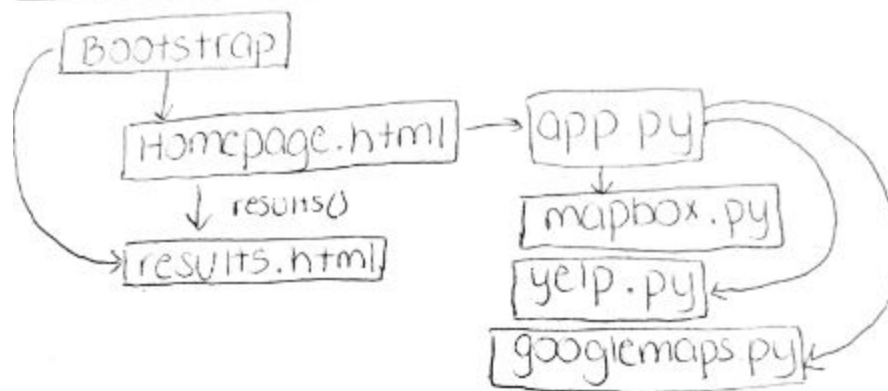 Bootstrap
Homepage.html
app py
results()
mapbox.py
results.html
yelp.py
googlemaps.py